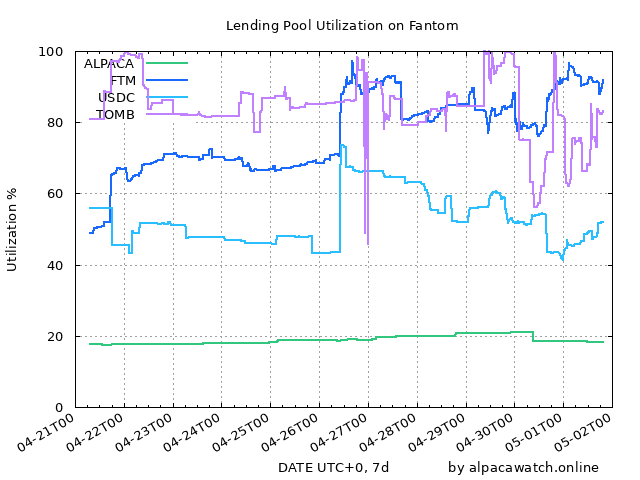 Lending Pool Utilization on Fantom
100
80
60
40
20
0
Utilization %
ALPACA
FTM
USDC
TOMB
04-21T00
04-22T00
04-23T00
04-24T00
04-25T00
04-26T00
04-27T00
04-28T00
04-29T00
04-30T00
05-01T00
05-02T00
DATE UTC+0, 7d
by alpacawatch.online